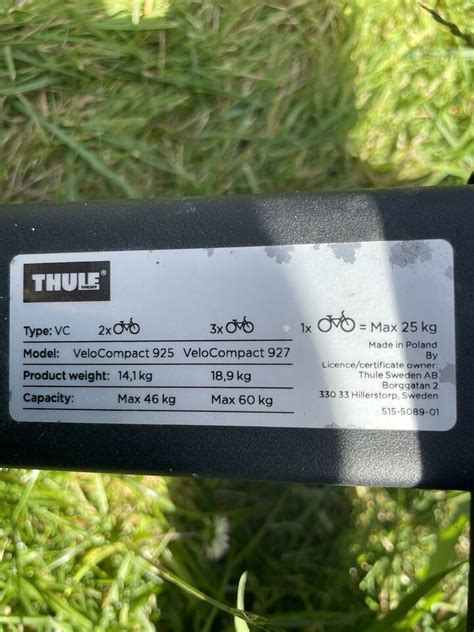 THULE
SWEDEN
Type: VC 2x 3x 1x = Max 25 kg
Model: VeloCompact 925 VeloCompact 927
Product weight: 14,1 kg 18,9 kg
Capacity: Max 46 kg Max 60 kg
Made in Poland
By
Licence/certificate owner:
Thule Sweden AB
Borggatan 2
330 33 Hillerstorp, Sweden
515-5089-01